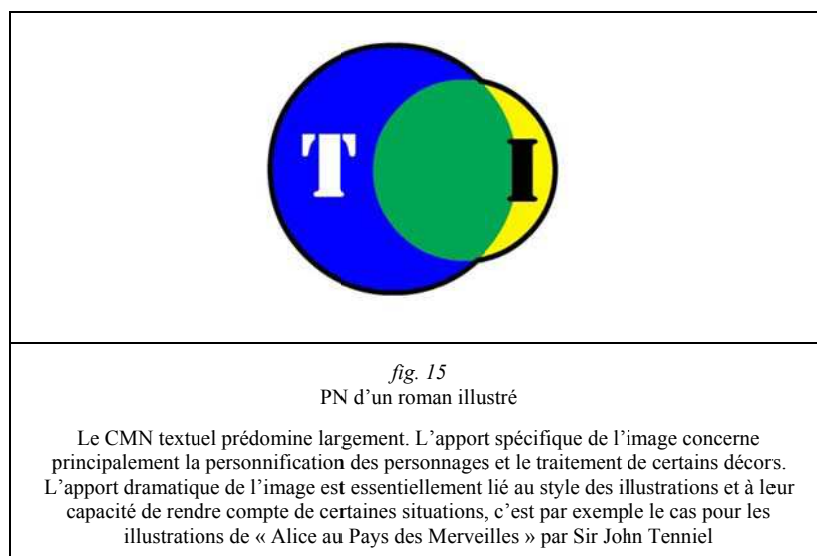 T I
fig. 15
PN d’un roman illustré
Le CMN textuel prédomine largement. L’apport spécifique de l’image concerne
principalement la personnification des personnages et le traitement de certains décors.
L’apport dramatique de l’image est essentiellement lié au style des illustrations et à leur
capacité de rendre compte de certaines situations, c’est par exemple le cas pour les
illustrations de « Alice au Pays des Merveilles » par Sir John Tenniel